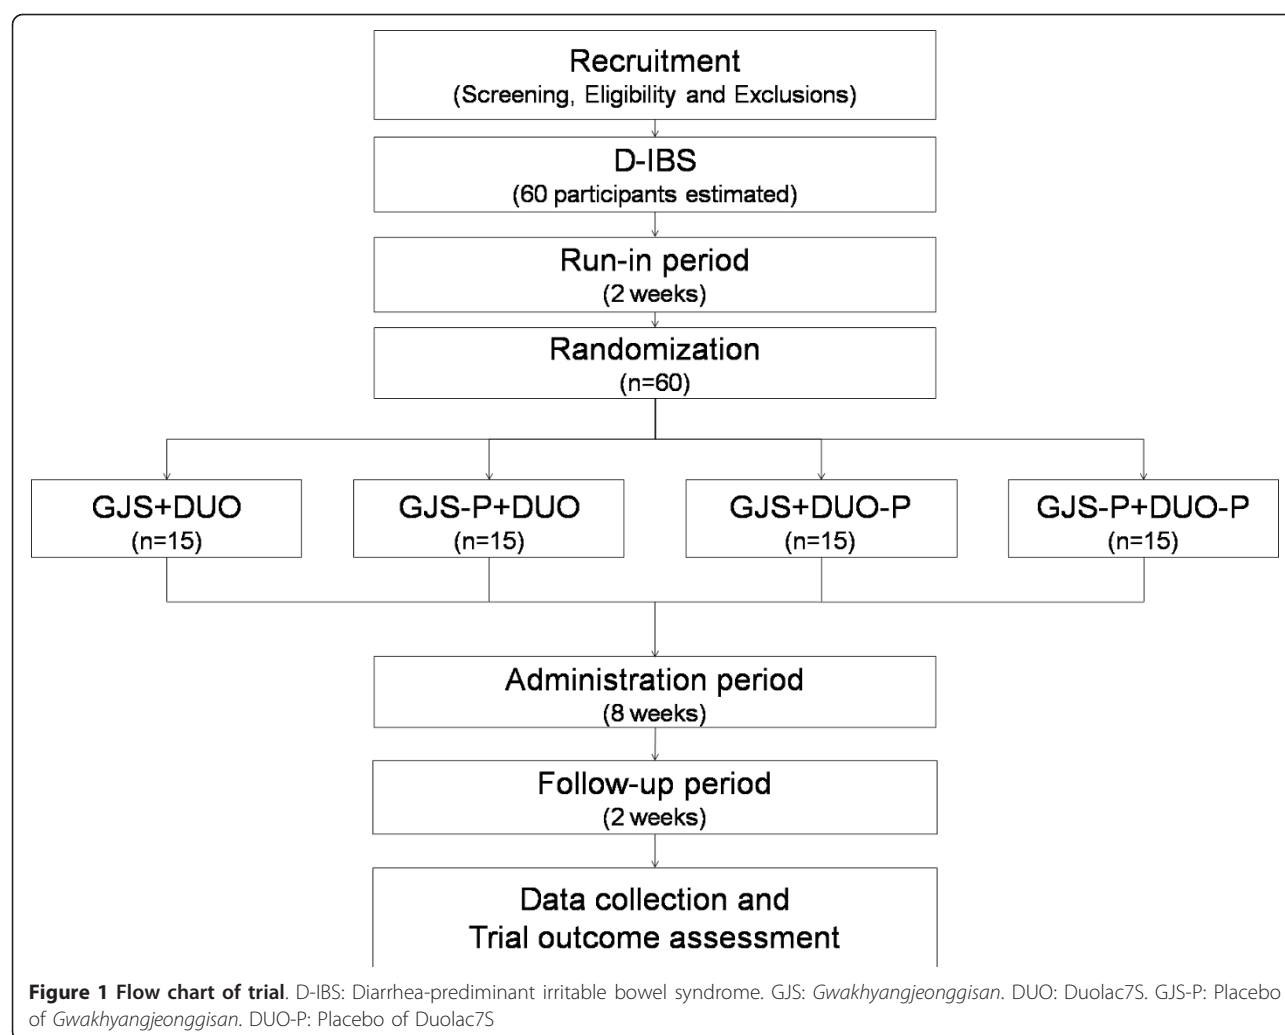 Recruitment
(Screening, Eligibility and Exclusions)
D-IBS
(60 participants estimated)
Run-in period
(2 weeks)
Randomization
(n=60)
GJS+DUO
(n=15)
GJS-P+DUO
(n=15)
GJS+DUO-P
(n=15)
GJS-P+DUO-P
(n=15)
Administration period
(8 weeks)
Follow-up period
(2 weeks)
Data collection and
Trial outcome assessment
Figure 1 Flow chart of trial. D-IBS: Diarrhea-prediminant irritable bowel syndrome. GJS: Gwakhyangjeonggisan. DUO: Duolac7S. GJS-P: Placebo
of Gwakhyangjeonggisan. DUO-P: Placebo of Duolac7S